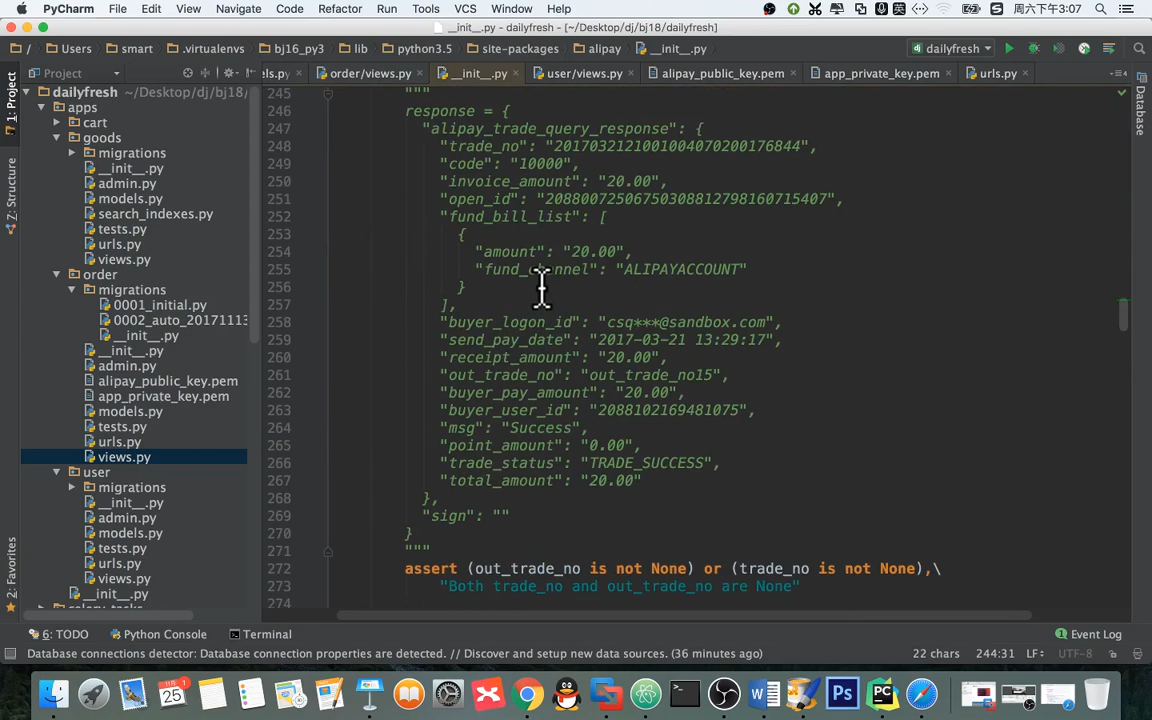 PyCharm File Edit View Navigate Code Refactor Run Tools VCS Window Help 周六下午3:07
__init__.py - dailyfresh - [~/Desktop/dj/bj18/dailyfresh]
/ Users smart .virtualenvs bj16_py3 lib python3.5 site-packages alipay __init__.py dailyfresh
Project els.py order/views.py __init__.py user/views.py alipay_public_key.pem app_private_key.pem urls.py
1: Project
Z: Structure
2: Favorites
Database
dailyfresh ~/Desktop/dj/bj18/
apps
cart
goods
migrations
__init__.py
admin.py
models.py
search_indexes.py
tests.py
urls.py
views.py
order
migrations
0001_initial.py
0002_auto_20171113
__init__.py
__init__.py
admin.py
alipay_public_key.pem
app_private_key.pem
models.py
tests.py
urls.py
views.py
user
migrations
__init__.py
admin.py
models.py
tests.py
urls.py
views.py
__init__.py
245 """
246 response = {
247 "alipay_trade_query_response": {
248 "trade_no": "2017032121001004070200176844",
249 "code": "10000",
250 "invoice_amount": "20.00",
251 "open_id": "20880072506750308812798160715407",
252 "fund_bill_list": [
253 {
254 "amount": "20.00",
255 "fund_channel": "ALIPAYACCOUNT"
256 }
257 ],
258 "buyer_logon_id": "csq***@sandbox.com",
259 "send_pay_date": "2017-03-21 13:29:17",
260 "receipt_amount": "20.00",
261 "out_trade_no": "out_trade_no15",
262 "buyer_pay_amount": "20.00",
263 "buyer_user_id": "2088102169481075",
264 "msg": "Success",
265 "point_amount": "0.00",
266 "trade_status": "TRADE_SUCCESS",
267 "total_amount": "20.00"
268 },
269 "sign": ""
270 }
271 """
272 assert (out_trade_no is not None) or (trade_no is not None),\
273 "Both trade_no and out_trade_no are None"
274
6: TODO Python Console Terminal 1 Event Log
Database connections detector: Database connection properties are detected. // Discover and setup new data sources. (36 minutes ago) 22 chars 244:31 LF÷ UTF-8